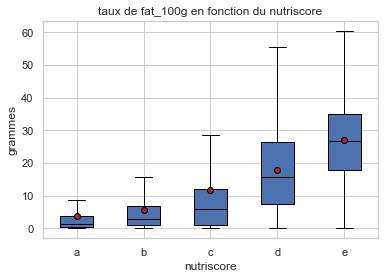 taux de fat_100g en fonction du nutriscore
grammes
60
50
40
30
20
10
0
a b c d e
nutriscore